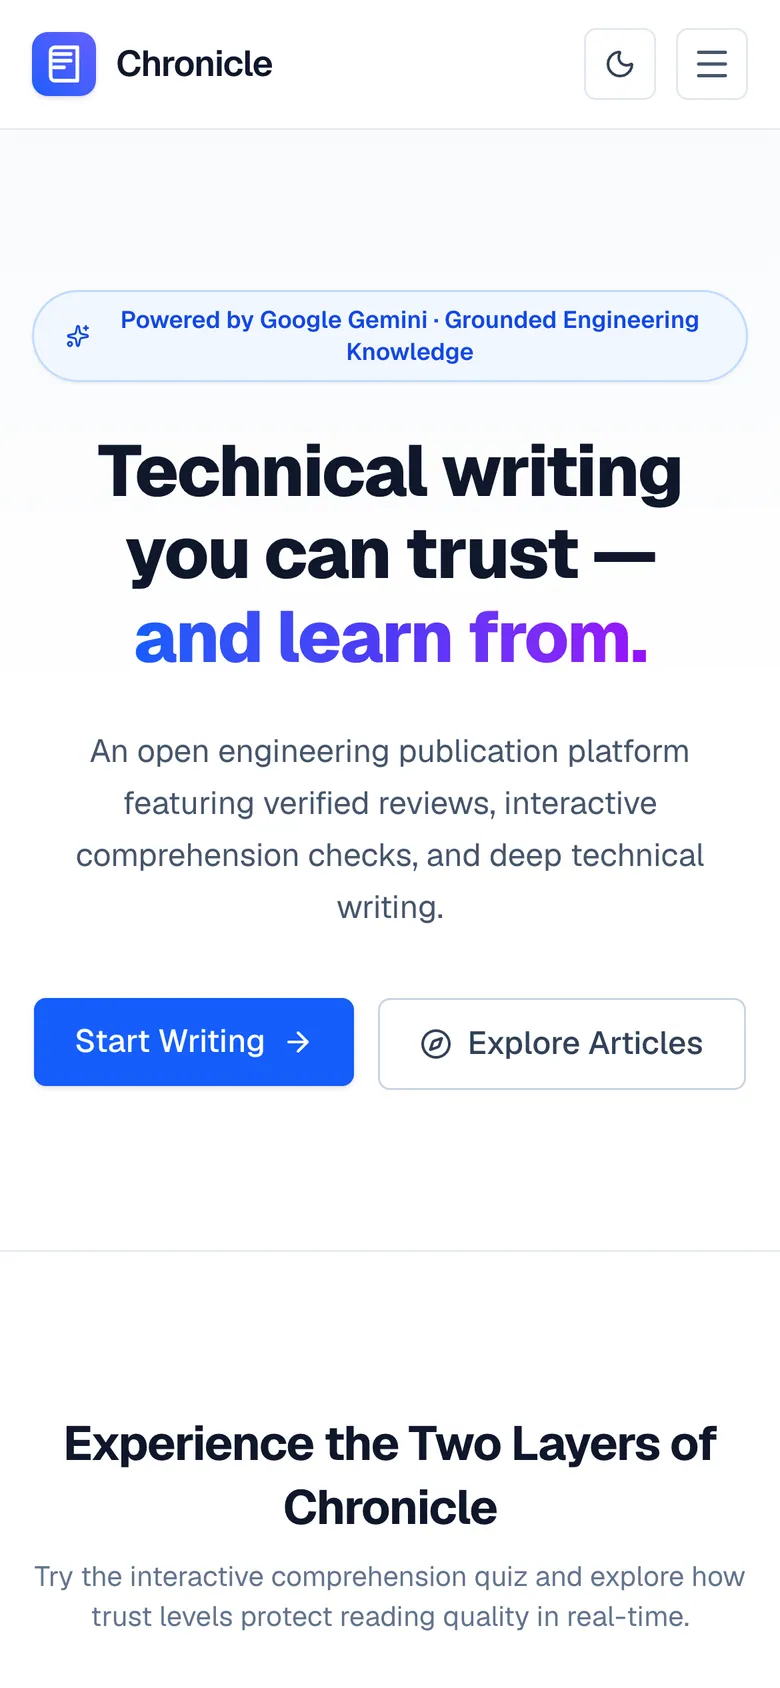 Chronicle
Powered by Google Gemini · Grounded Engineering
Knowledge
Technical writing
you can trust —
and learn from.
An open engineering publication platform
featuring verified reviews, interactive
comprehension checks, and deep technical
writing.
Start Writing →
Explore Articles
Experience the Two Layers of
Chronicle
Try the interactive comprehension quiz and explore how
trust levels protect reading quality in real-time.